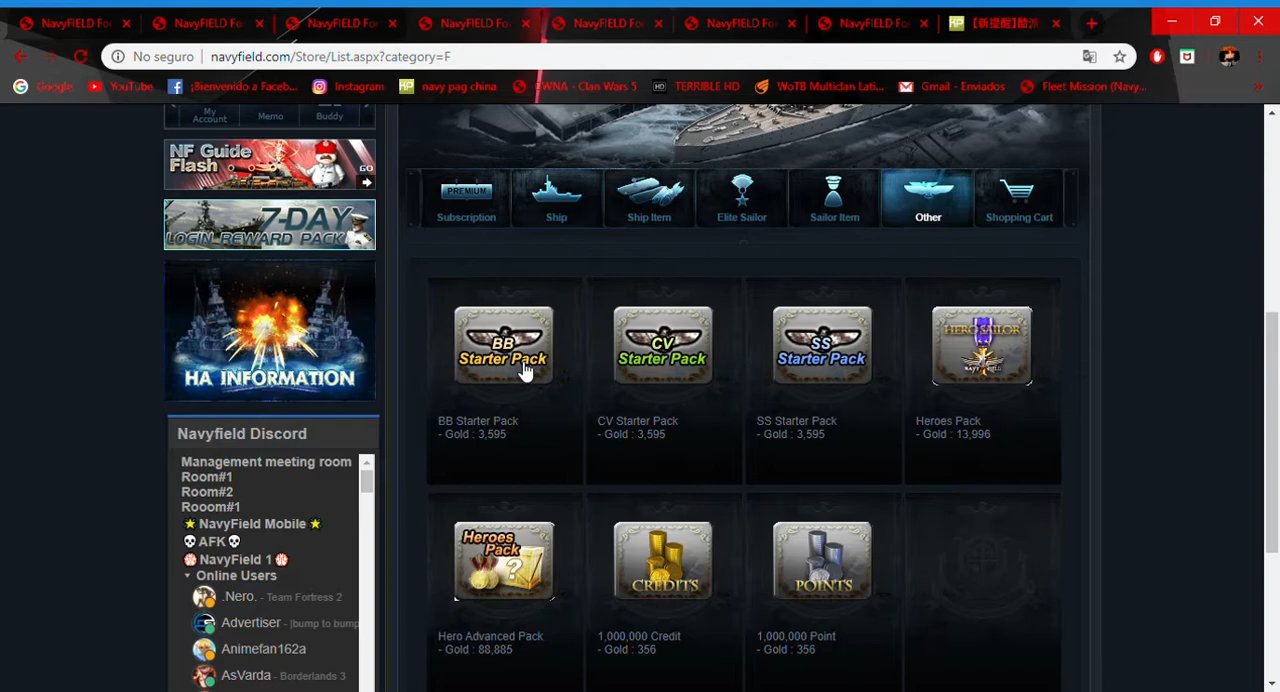 NavyFIELD Fo
NavyFIELD Fo
NavyFIELD Fo
NavyFIELD Fo
NavyFIELD Fo
NavyFIELD Fo
NavyFIELD Fo
No seguro
navyfield.com/Store/List.aspx?category=F
Google
YouTube
¡Bienvenido a Faceb...
Instagram
navy pag china
CWNA - Clan Wars 5
TERRIBLE HD
WoTB Multiclan Lati...
Gmail - Enviados
Fleet Mission (Navy...
My
Account
Memo
Buddy
NF Guide
Flash
GO
7-DAY
LOGIN REWARD PACK
HA INFORMATION
PREMIUM
Subscription
Ship
Ship Item
Elite Sailor
Sailor Item
Other
Shopping Cart
BB
Starter Pack
CV
Starter Pack
SS
Starter Pack
HERO SAILOR
BB Starter Pack
- Gold : 3,595
CV Starter Pack
- Gold : 3,595
SS Starter Pack
- Gold : 3,595
Heroes Pack
- Gold : 13,996
Heroes
Pack
?
CREDITS
POINTS
Hero Advanced Pack
- Gold : 88,885
1,000,000 Credit
- Gold : 356
1,000,000 Point
- Gold : 356
Navyfield Discord
Management meeting room
Room#1
Room#2
Rooom#1
NavyField Mobile
AFK
NavyField 1
Online Users
.Nero. - Team Fortress 2
Advertiser - |bump to bump
Animefan162a
AsVarda - Borderlands 3